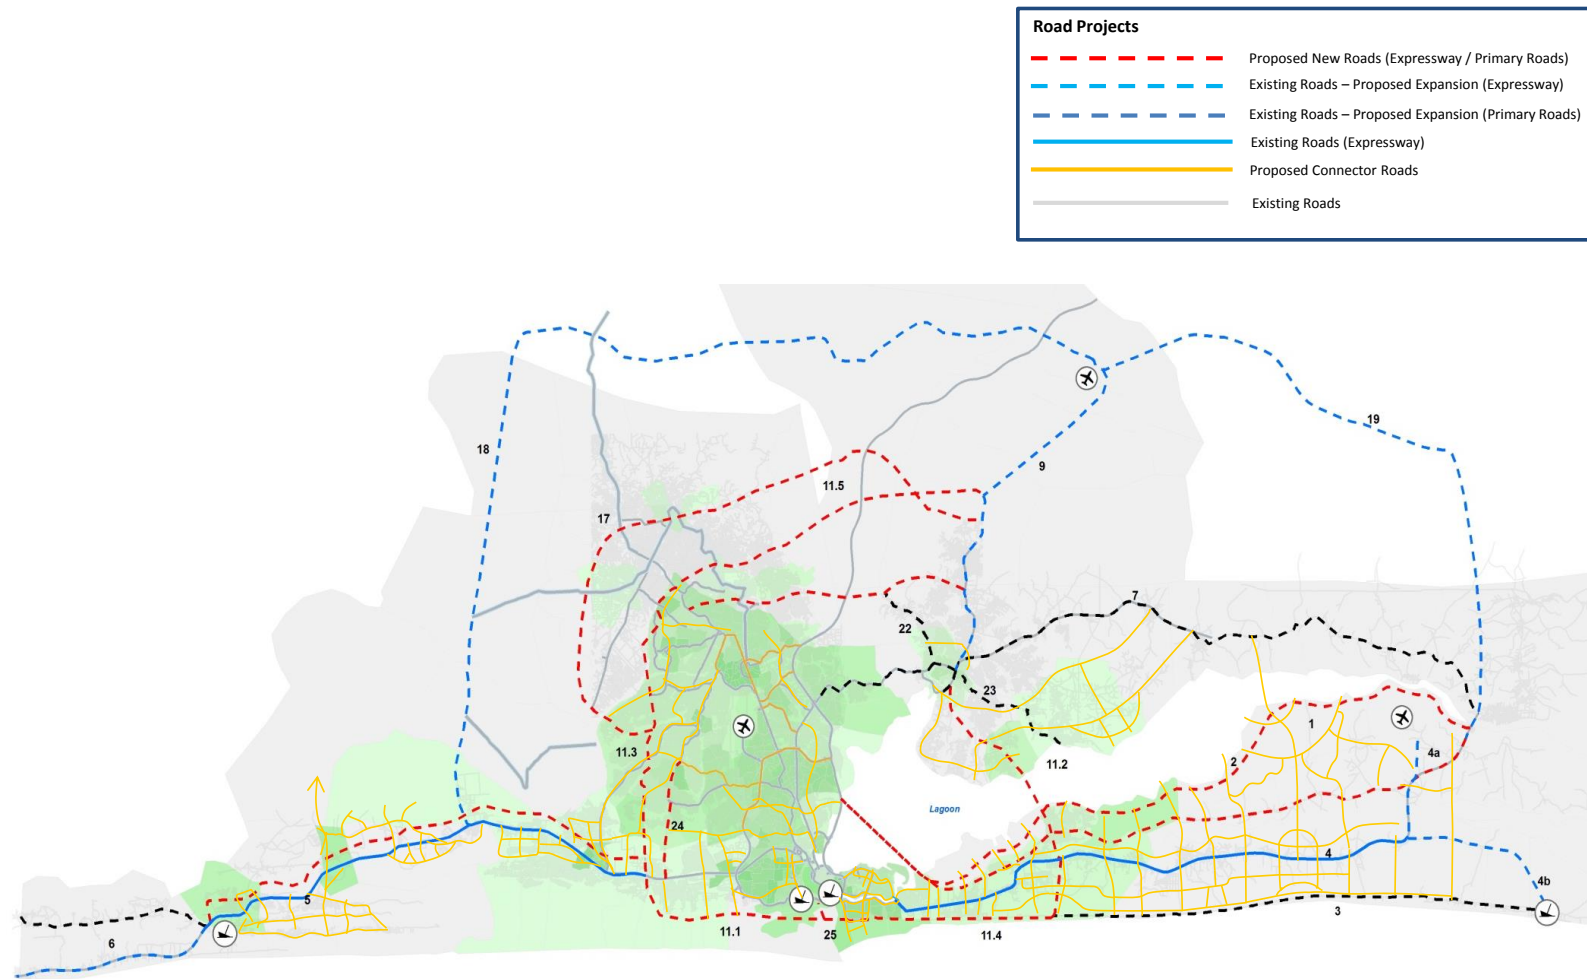 Road Projects
Proposed New Roads (Expressway / Primary Roads)
Existing Roads – Proposed Expansion (Expressway)
Existing Roads – Proposed Expansion (Primary Roads)
Existing Roads (Expressway)
Proposed Connector Roads
Existing Roads
18
19
9
11.5
17
7
22
23
1
11.3
4a
2
11.2
Lagoon
24
4
4b
5
3
11.1
25
11.4
6